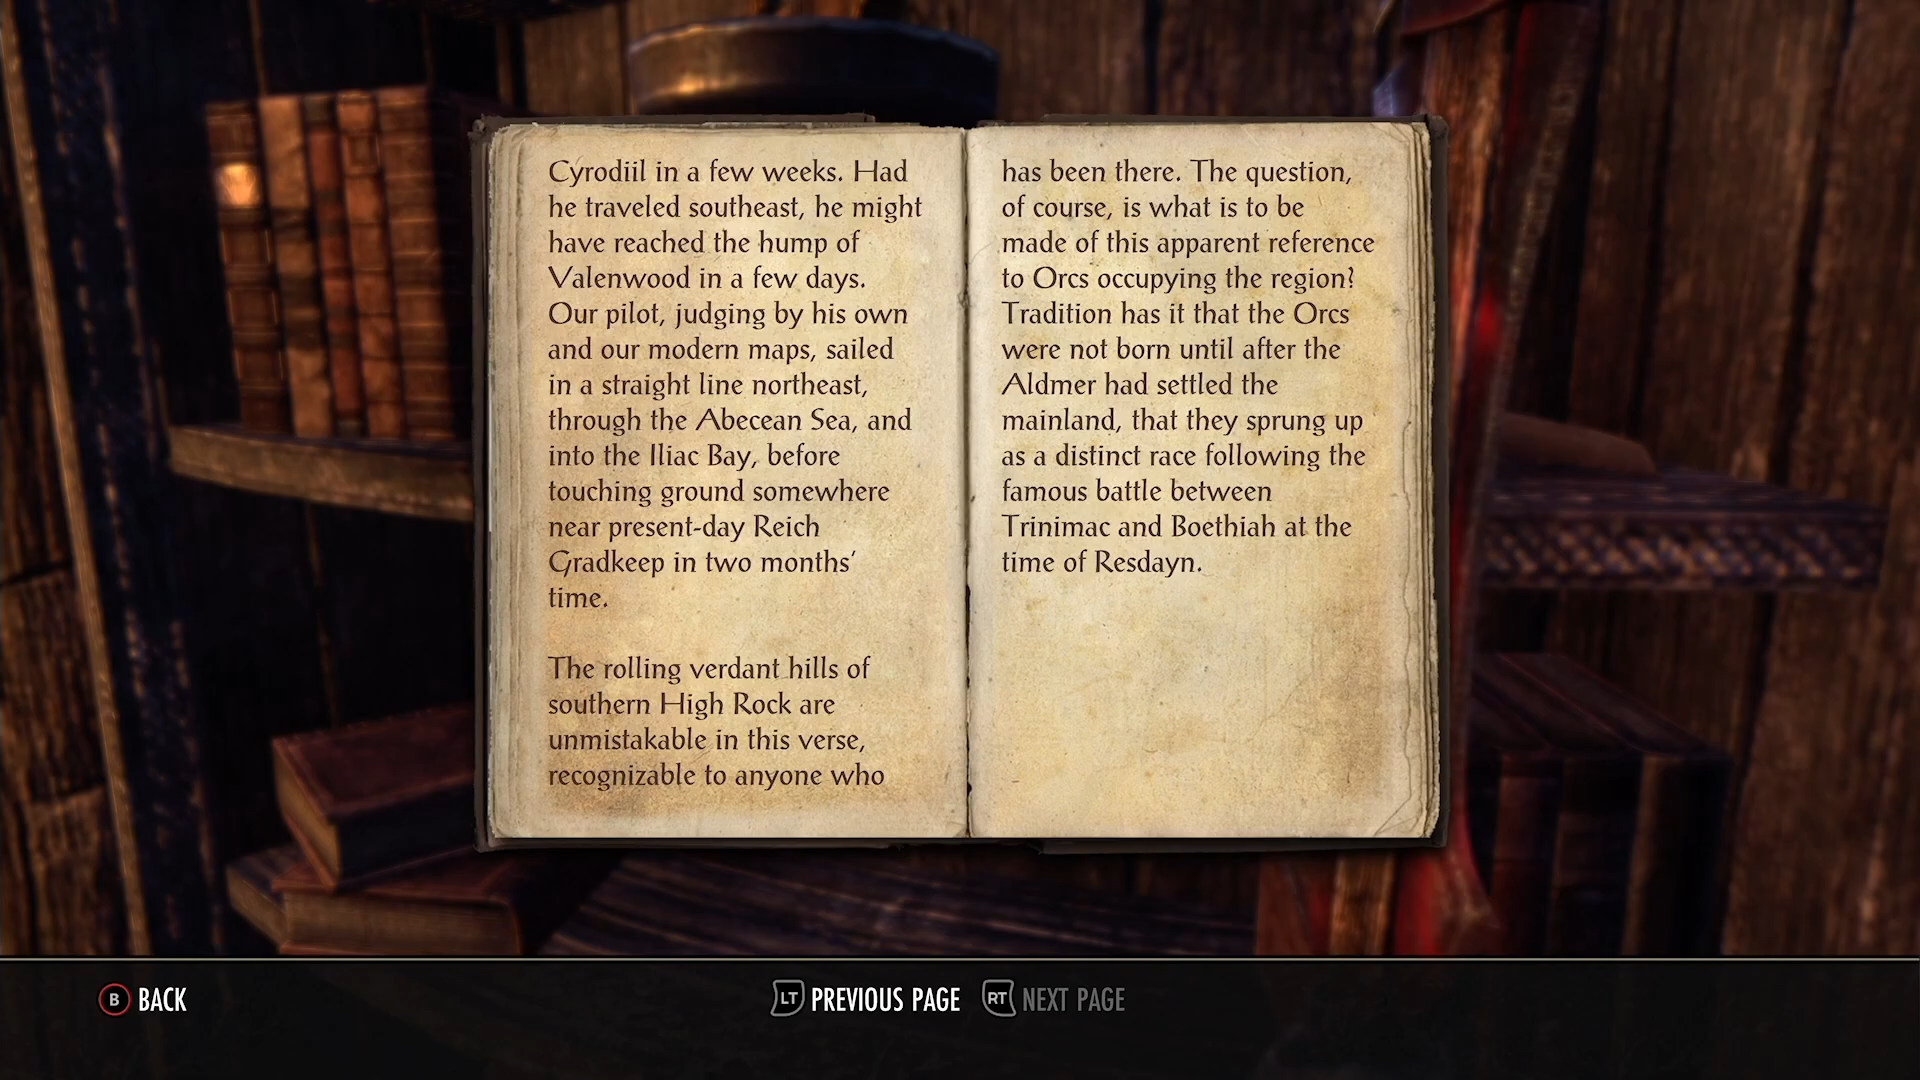 Cyrodiil in a few weeks. Had
he traveled southeast, he might
have reached the hump of
Valenwood in a few days.
Our pilot, judging by his own
and our modern maps, sailed
in a straight line northeast,
through the Abecean Sea, and
into the Iliac Bay, before
touching ground somewhere
near present-day Reich
Gradkeep in two months'
time.
The rolling verdant hills of
southern High Rock are
unmistakable in this verse,
recognizable to anyone who
has been there. The question,
of course, is what is to be
made of this apparent reference
to Orcs occupying the region?
Tradition has it that the Orcs
were not born until after the
Aldmer had settled the
mainland, that they sprung up
as a distinct race following the
famous battle between
Trinimac and Boethiah at the
time of Resdayn.
B BACK
LT PREVIOUS PAGE RT NEXT PAGE